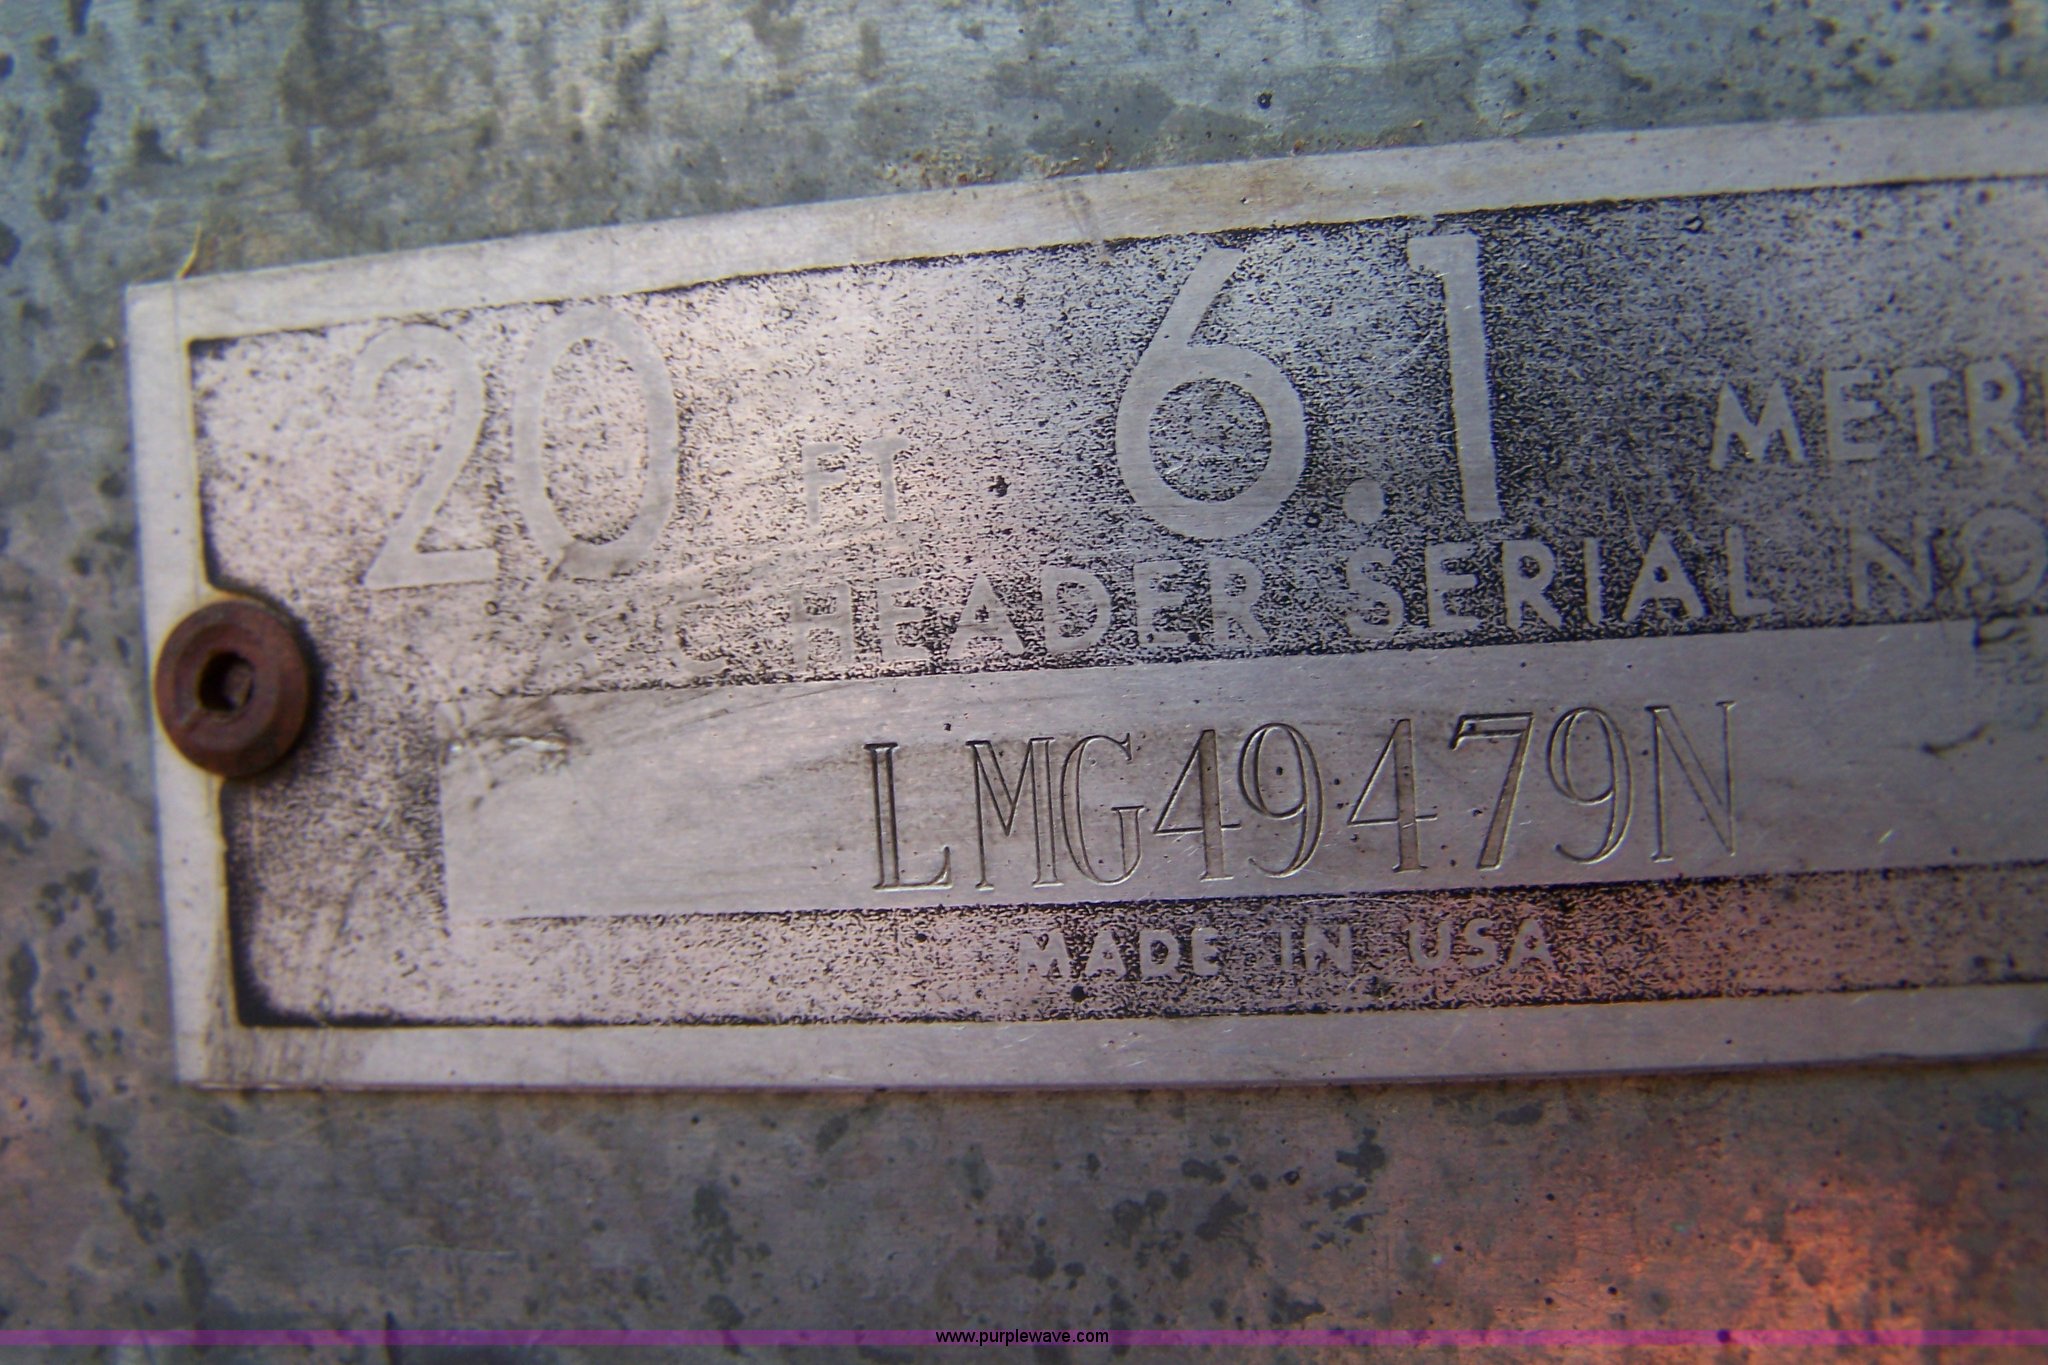 20 FT 6.1 METR
A-C HEADER SERIAL NO
LMG49479N
MADE IN USA
www.purplewave.com